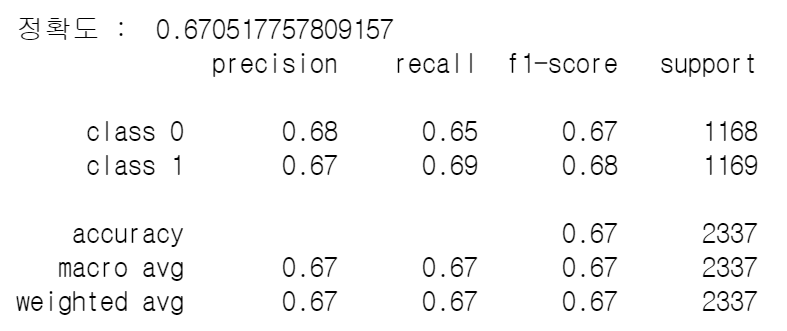 정확도 :  0.670517757809157
precision recall f1-score support
class 0 0.68 0.65 0.67 1168
class 1 0.67 0.69 0.68 1169
accuracy 0.67 2337
macro avg 0.67 0.67 0.67 2337
weighted avg 0.67 0.67 0.67 2337